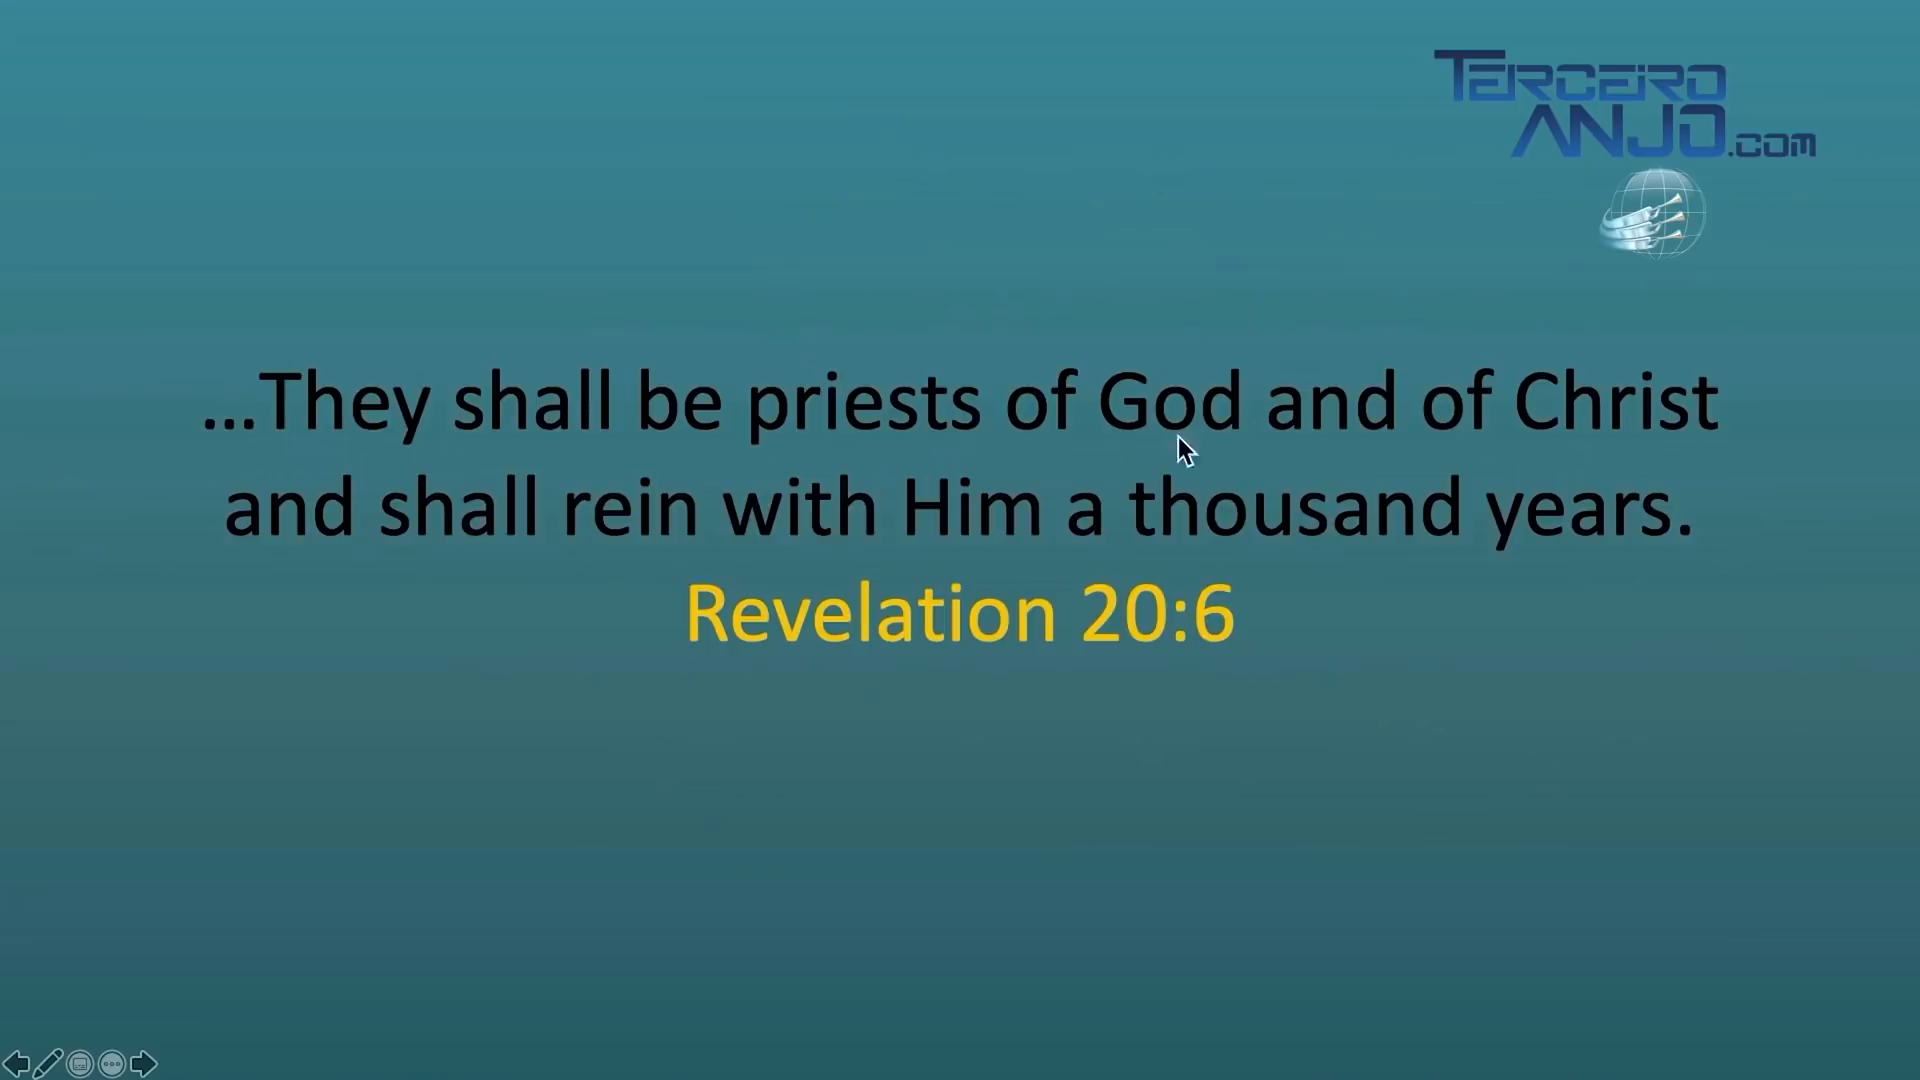 TERCEIRO
ANJO.COM
...They shall be priests of God and of Christ
and shall rein with Him a thousand years.
Revelation 20:6